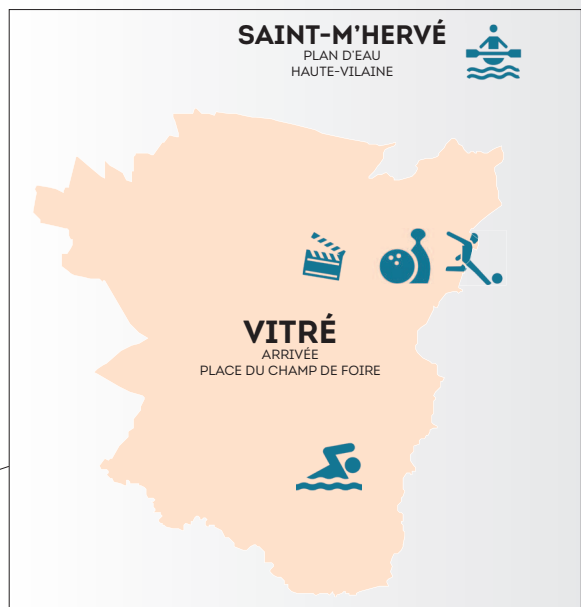 SAINT-M'HERVÉ
PLAN D'EAU
HAUTE-VILAINE
VITRÉ
ARRIVÉE
PLACE DU CHAMP DE FOIRE